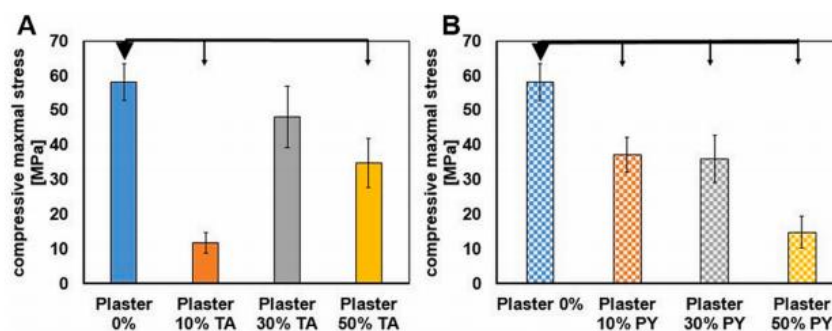 A
compressive maxmal stress
[MPa]
70
60
50
40
30
20
10
0
Plaster
0%
Plaster
10% TA
Plaster
30% TA
Plaster
50% TA
B
compressive maxmal stress
[MPa]
70
60
50
40
30
20
10
0
Plaster 0%
Plaster
10% PY
Plaster
30% PY
Plaster
50% PY